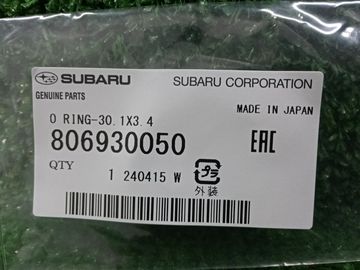 SUBARU SUBARU CORPORATION
GENUINE PARTS
MADE IN JAPAN
O RING-30.1X3.4
806930050 EAC
QTY
1 240415 W プラ
外装